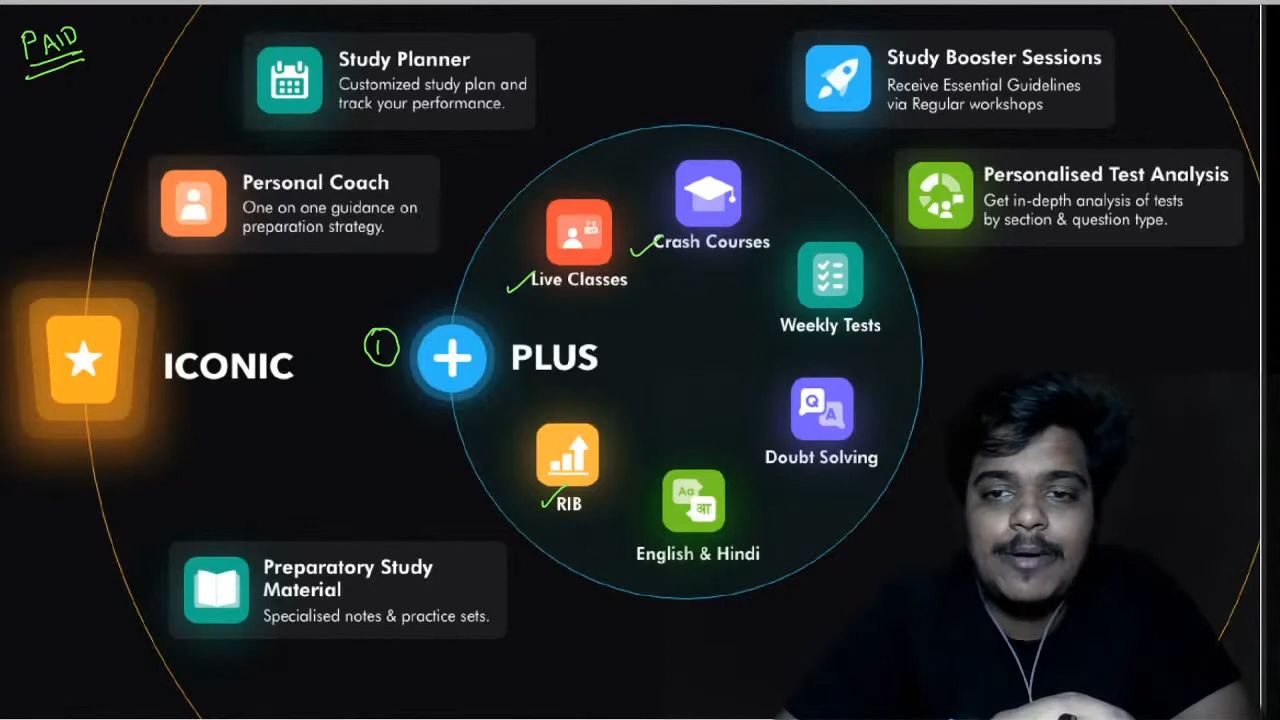 PAID
Study Planner
Customized study plan and
track your performance.
Study Booster Sessions
Receive Essential Guidelines
via Regular workshops
Personal Coach
One on one guidance on
preparation strategy.
Personalised Test Analysis
Get in-depth analysis of tests
by section & question type.
Crash Courses
Live Classes
Weekly Tests
ICONIC
1
PLUS
Q
A
Doubt Solving
RIB
Aa
आ
English & Hindi
Preparatory Study
Material
Specialised notes & practice sets.